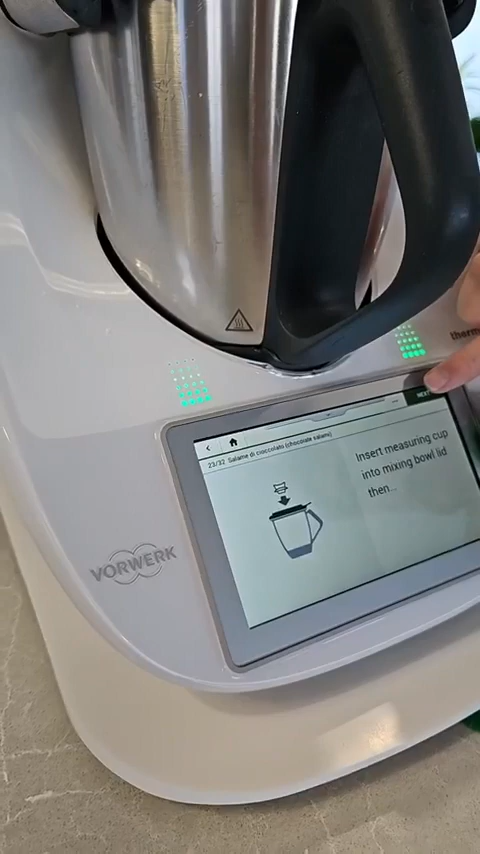 therm
NEXT
23/32 Salame di cioccolato (chocolate salami)
Insert measuring cup
into mixing bowl lid
then...
VORWERK